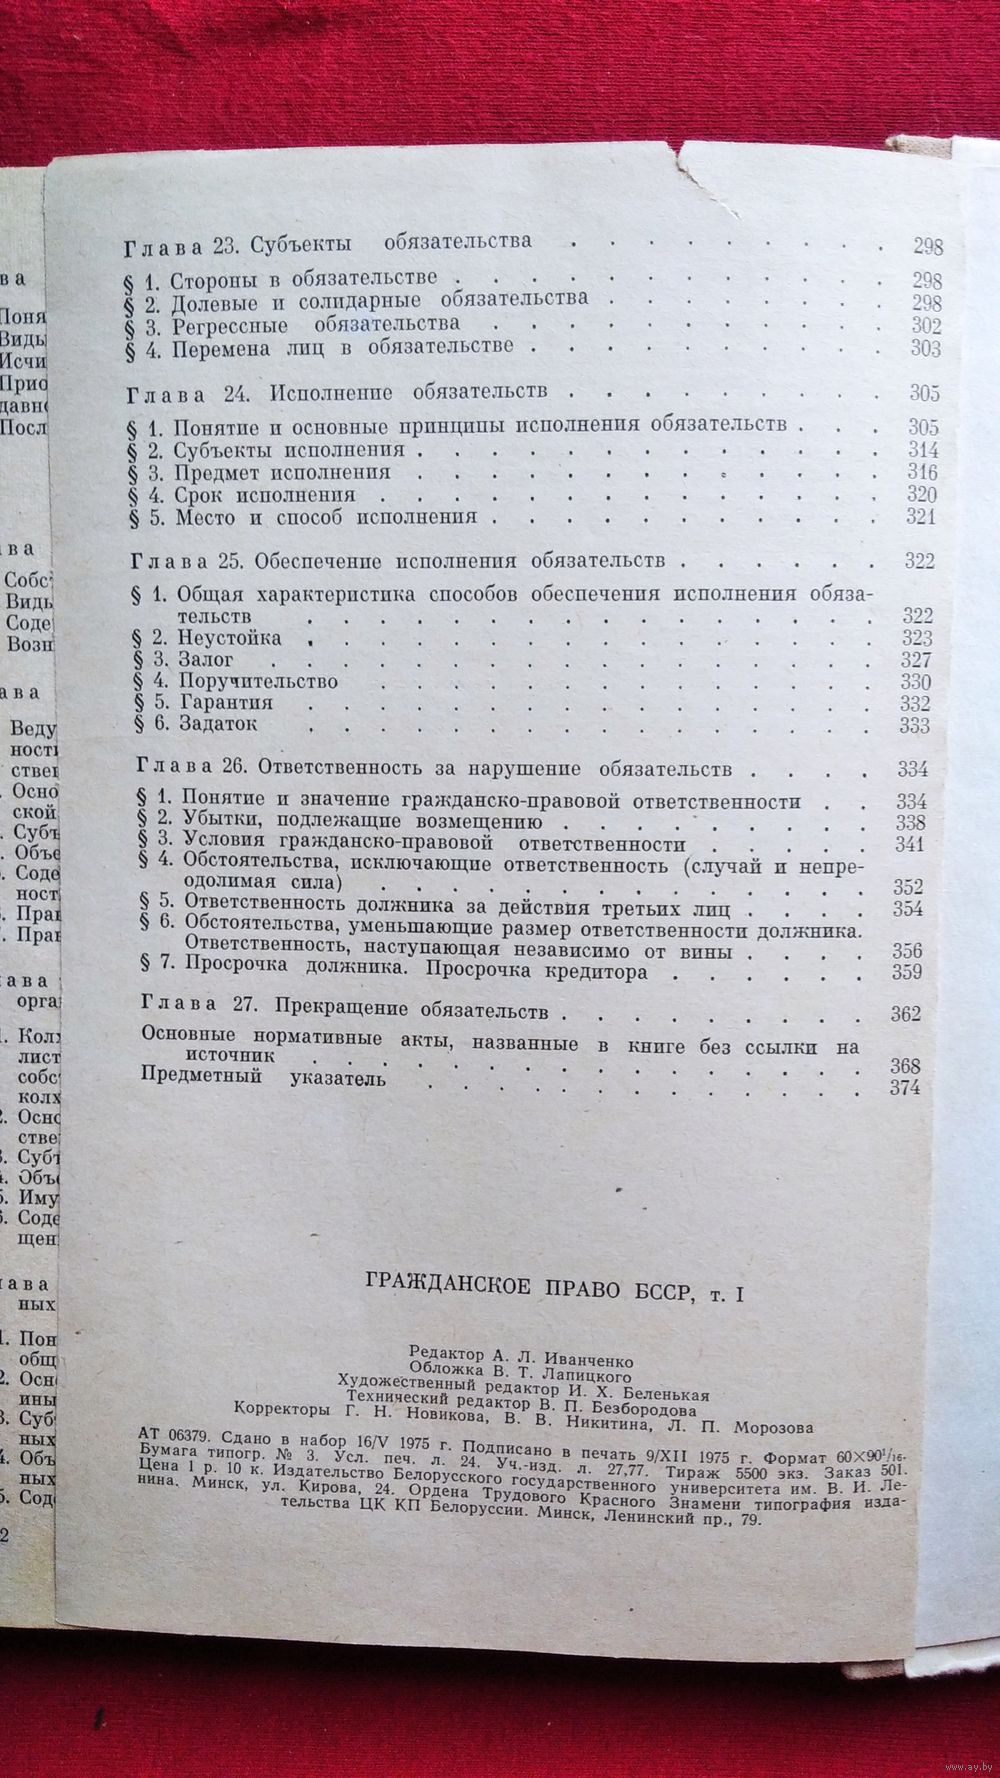 Глава 23. Субъекты обязательства . . . . . . . . . 298
§ 1. Стороны в обязательстве . . . . . . . . . . . . 298
§ 2. Долевые и солидарные обязательства . . . . . . . . 298
§ 3. Регрессные обязательства . . . . . . . . . . . 302
§ 4. Перемена лиц в обязательстве . . . . . . . . . . 303
Глава 24. Исполнение обязательств . . . . . . . . . 305
§ 1. Понятие и основные принципы исполнения обязательств . . . 305
§ 2. Субъекты исполнения . . . . . . . . . . . . . 314
§ 3. Предмет исполнения . . . . . . . . . . . . . 316
§ 4. Срок исполнения . . . . . . . . . . . . . . 320
§ 5. Место и способ исполнения . . . . . . . . . . . 321
Глава 25. Обеспечение исполнения обязательств . . . . . . 322
§ 1. Общая характеристика способов обеспечения исполнения обяза-
тельств . . . . . . . . . . . . . . . . 322
§ 2. Неустойка . . . . . . . . . . . . . . . . 323
§ 3. Залог . . . . . . . . . . . . . . . . . 327
§ 4. Поручительство . . . . . . . . . . . . . . 330
§ 5. Гарантия . . . . . . . . . . . . . . . . 332
§ 6. Задаток . . . . . . . . . . . . . . . . 333
Глава 26. Ответственность за нарушение обязательств . . . . 334
§ 1. Понятие и значение гражданско-правовой ответственности . . 334
§ 2. Убытки, подлежащие возмещению . . . . . . . . . 338
§ 3. Условия гражданско-правовой ответственности . . . . . 341
§ 4. Обстоятельства, исключающие ответственность (случай и непре-
одолимая сила) . . . . . . . . . . . . . . 352
§ 5. Ответственность должника за действия третьих лиц . . . . 354
§ 6. Обстоятельства, уменьшающие размер ответственности должника.
Ответственность, наступающая независимо от вины . . . . 356
§ 7. Просрочка должника. Просрочка кредитора . . . . . . 359
Глава 27. Прекращение обязательств . . . . . . . . . 362
Основные нормативные акты, названные в книге без ссылки на
источник . . . . . . . . . . . . . . . . 368
Предметный указатель . . . . . . . . . . . . . 374
ГРАЖДАНСКОЕ ПРАВО БССР, т. I
Редактор А. Л. Иванченко
Обложка В. Т. Лапицкого
Художественный редактор И. Х. Беленькая
Технический редактор В. П. Безбородова
Корректоры Г. Н. Новикова, В. В. Никитина, Л. П. Морозова
АТ 06379. Сдано в набор 16/V 1975 г. Подписано в печать 9/XII 1975 г. Формат 60×90¹/₁₆.
Бумага типогр. № 3. Усл. печ. л. 24. Уч.-изд. л. 27,77. Тираж 5500 экз. Заказ 501.
Цена 1 р. 10 к. Издательство Белорусского государственного университета им. В. И. Ле-
нина. Минск, ул. Кирова, 24. Ордена Трудового Красного Знамени типография изда-
тельства ЦК КП Белоруссии. Минск, Ленинский пр., 79.
www.ay.by